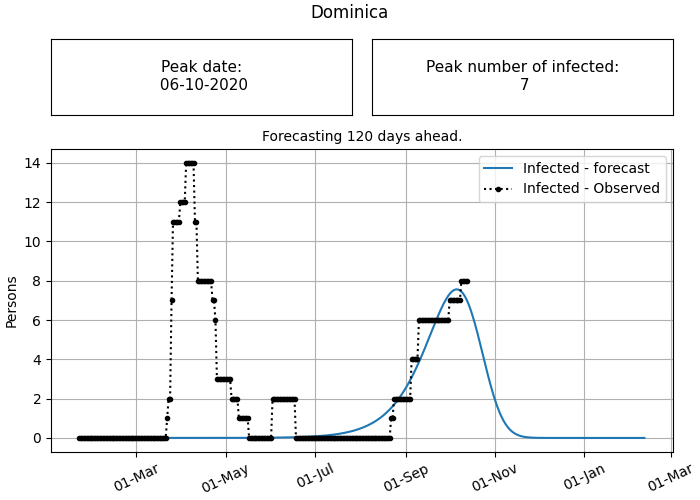 Dominica
Peak date:
06-10-2020
Peak number of infected:
7
Forecasting 120 days ahead.
Infected - forecast
Infected - Observed
Persons
14
12
10
8
6
4
2
0
01-Mar
01-May
01-Jul
01-Sep
01-Nov
01-Jan
01-Mar